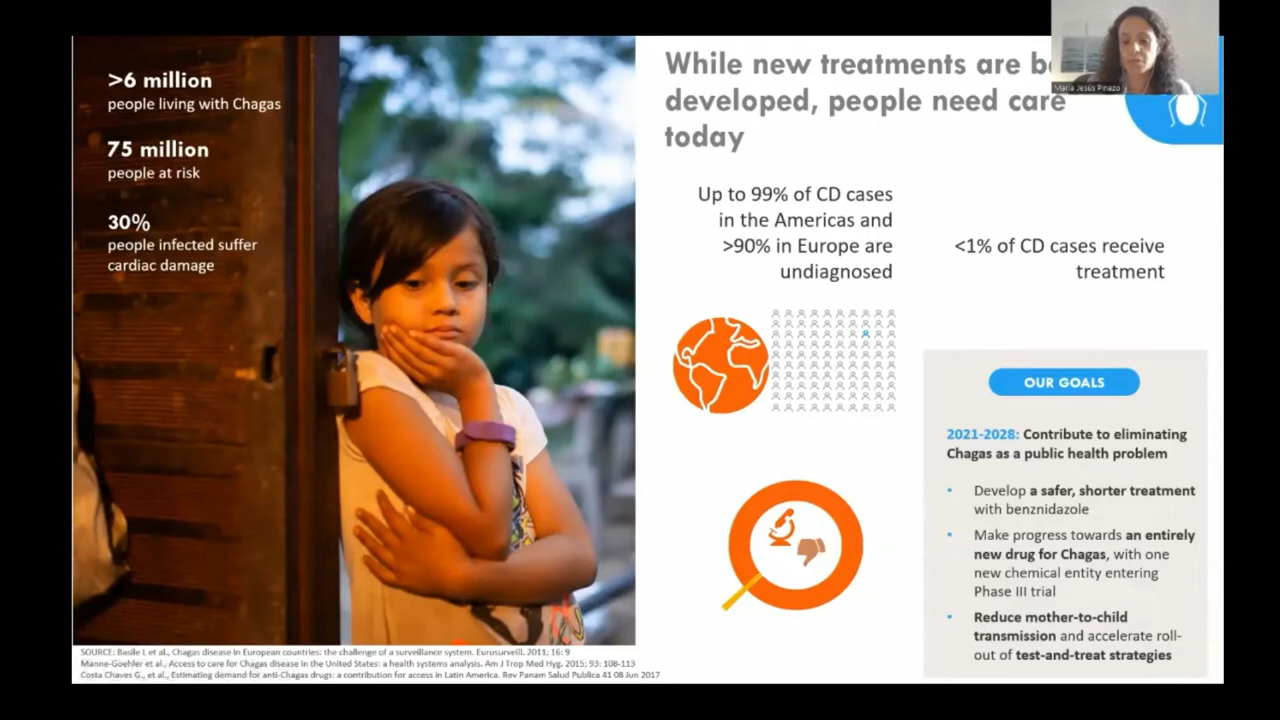 >6 million
people living with Chagas
75 million
people at risk
30%
people infected suffer
cardiac damage
While new treatments are be
developed, people need care
today
María Jesús Pinazo
Up to 99% of CD cases
in the Americas and
>90% in Europe are
undiagnosed
<1% of CD cases receive
treatment
OUR GOALS
2021-2028: Contribute to eliminating
Chagas as a public health problem
• Develop a safer, shorter treatment
with benznidazole
• Make progress towards an entirely
new drug for Chagas, with one
new chemical entity entering
Phase III trial
• Reduce mother-to-child
transmission and accelerate roll-
out of test-and-treat strategies
SOURCE: Basile I. et al., Chagas disease in European countries: the challenge of a surveillance system. Eurosurveill. 2011; 16: 9
Manne-Goehler et al., Access to care for Chagas disease in the United States: a health systems analysis. Am J Trop Med Hyg. 2015; 93: 108-113
Costa Chaves G., et al., Estimating demand for anti-Chagas drugs: a contribution for access in Latin America. Rev Panam Salud Publica 41 08 Jun 2017